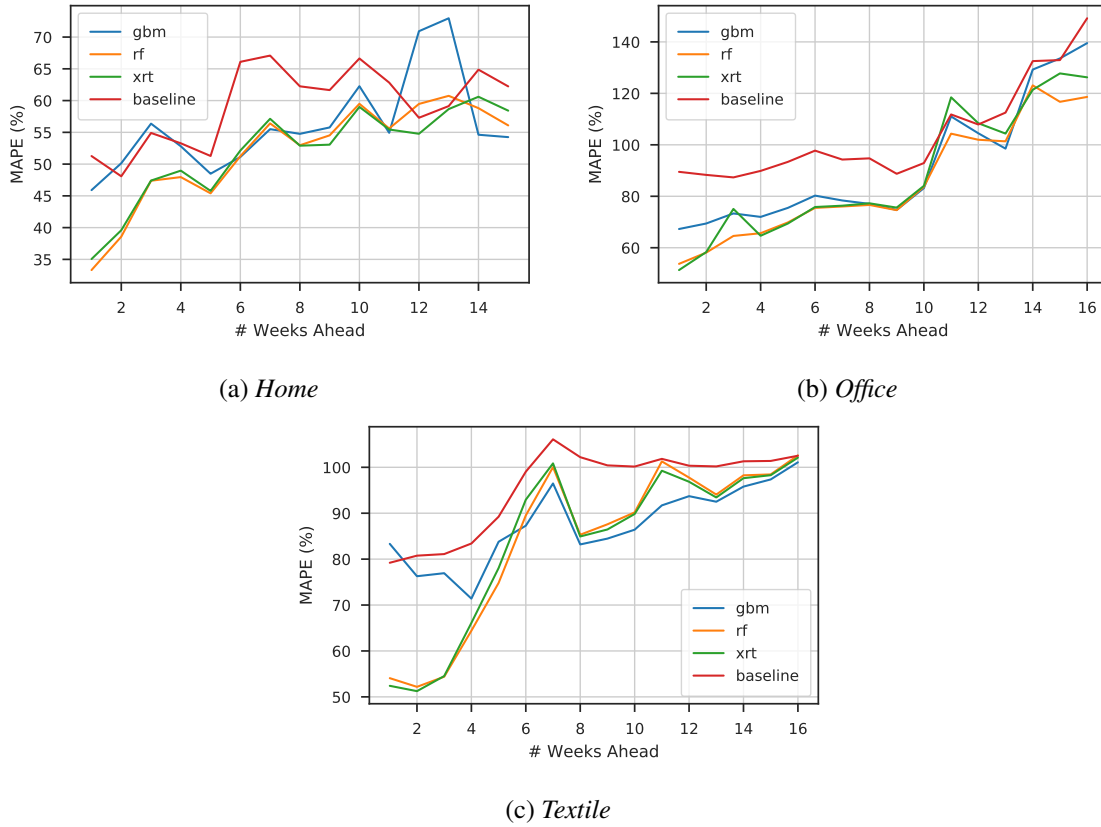 gbm
rf
xrt
baseline
70
65
60
55
50
45
40
35
MAPE (%)
2 4 6 8 10 12 14
# Weeks Ahead
(a) Home
gbm
rf
xrt
baseline
140
120
100
80
60
MAPE (%)
2 4 6 8 10 12 14 16
# Weeks Ahead
(b) Office
100
90
80
70
60
50
MAPE (%)
gbm
rf
xrt
baseline
2 4 6 8 10 12 14 16
# Weeks Ahead
(c) Textile